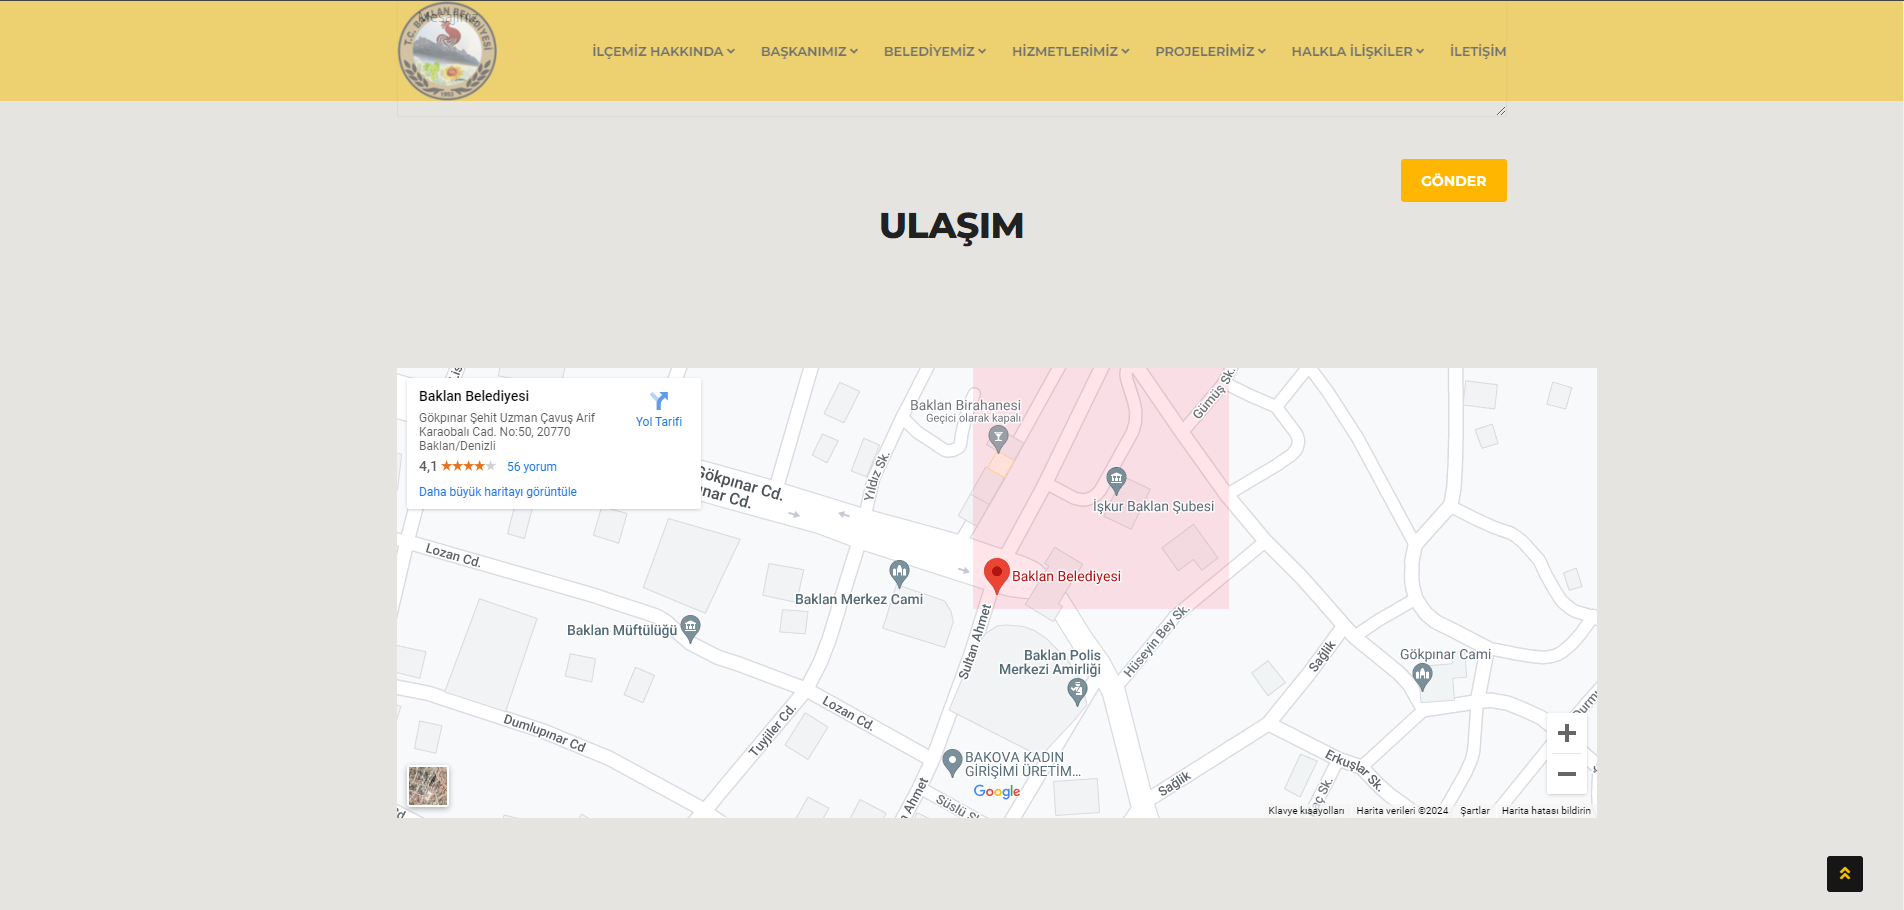 Mesajınız
T.C. BAKLAN BELEDİYESİ
İLÇEMİZ HAKKINDA
BAŞKANIMIZ
BELEDİYEMİZ
HİZMETLERİMİZ
PROJELERİMİZ
HALKLA İLİŞKİLER
İLETİŞİM
GÖNDER
ULAŞIM
Baklan Belediyesi
Gökpınar Şehit Uzman Çavuş Arif
Karaobalı Cad. No:50, 20770
Baklan/Denizli
4,1
56 yorum
Daha büyük haritayı görüntüle
Yol Tarifi
Baklan Birahanesi
Geçici olarak kapalı
Gümüş Sk.
Yıldız Sk.
Gökpınar Cd.
İşkur Baklan Şubesi
Lozan Cd.
Baklan Belediyesi
Baklan Merkez Cami
Baklan Müftülüğü
Sultan Ahmet
Hüseyin Bey Sk.
Baklan Polis
Merkezi Amirliği
Sağlık
Gökpınar Cami
Lozan Cd.
Tuyjiler Cd.
Dumlupınar Cd
BAKOVA KADIN
GİRİŞİMİ ÜRETİM...
Google
Sağlık
Erkuşlar Sk.
Klavye kısayolları
Harita verileri ©2024
Şartlar
Harita hatası bildirin